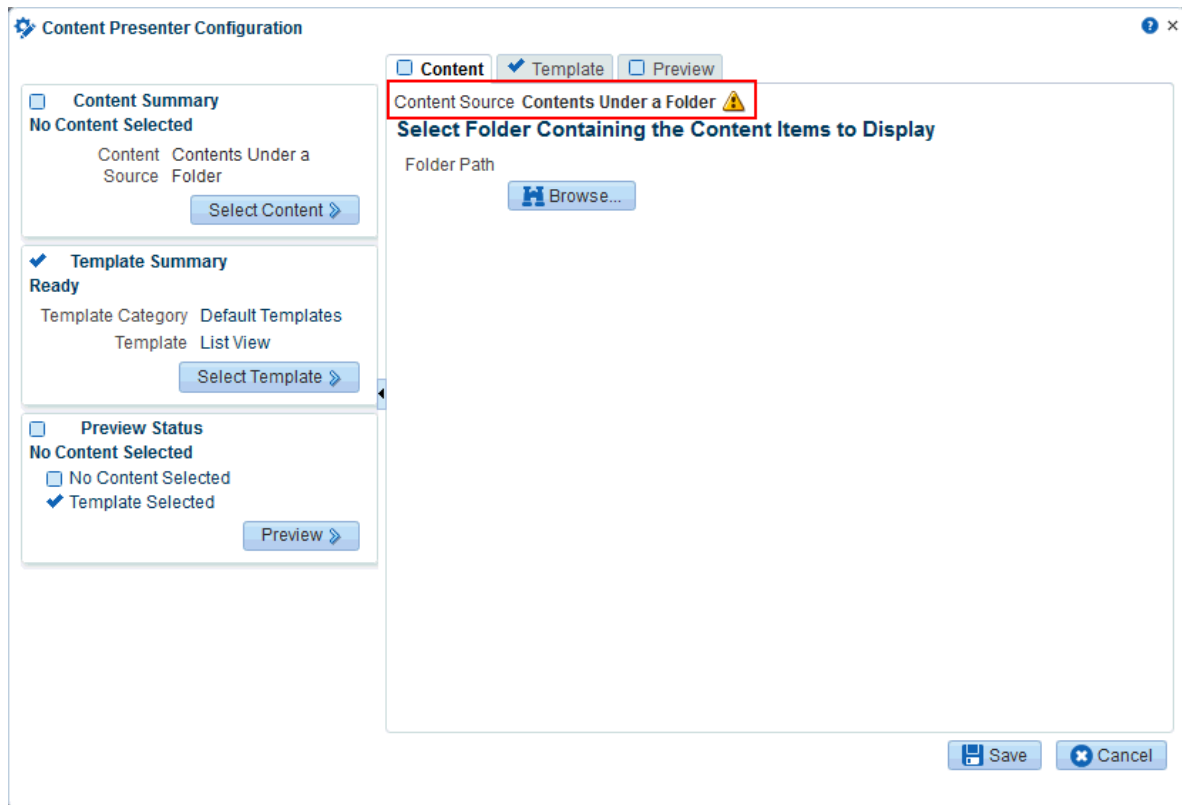 Content Presenter Configuration
Content Summary
No Content Selected
Content Source Contents Under a Folder
Select Content
Template Summary
Ready
Template Category Default Templates
Template List View
Select Template
Preview Status
No Content Selected
No Content Selected
Template Selected
Preview
Content Template Preview
Content Source Contents Under a Folder
Select Folder Containing the Content Items to Display
Folder Path
Browse...
Save Cancel